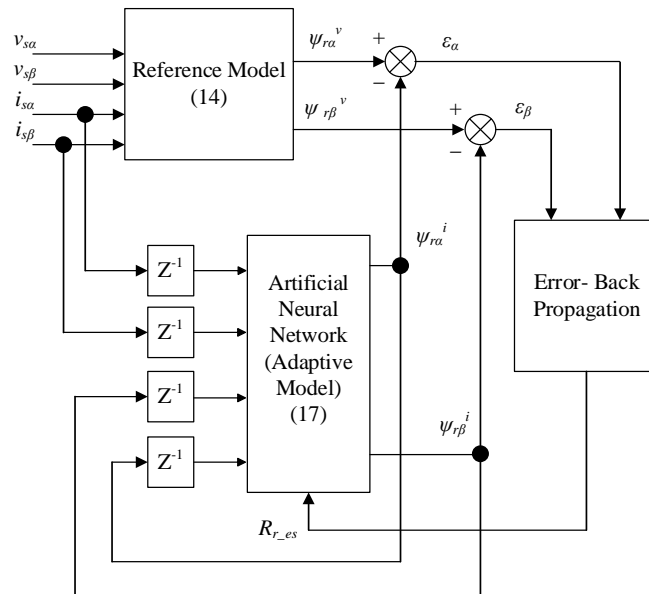 v_sα
v_sβ
i_sα
i_sβ
Reference Model
(14)
ψ_rα^v
ψ_rβ^v
+
−
ε_α
+
−
ε_β
ψ_rα^i
Z^-1
Z^-1
Z^-1
Z^-1
Artificial
Neural
Network
(Adaptive
Model)
(17)
Error- Back
Propagation
ψ_rβ^i
R_r_es